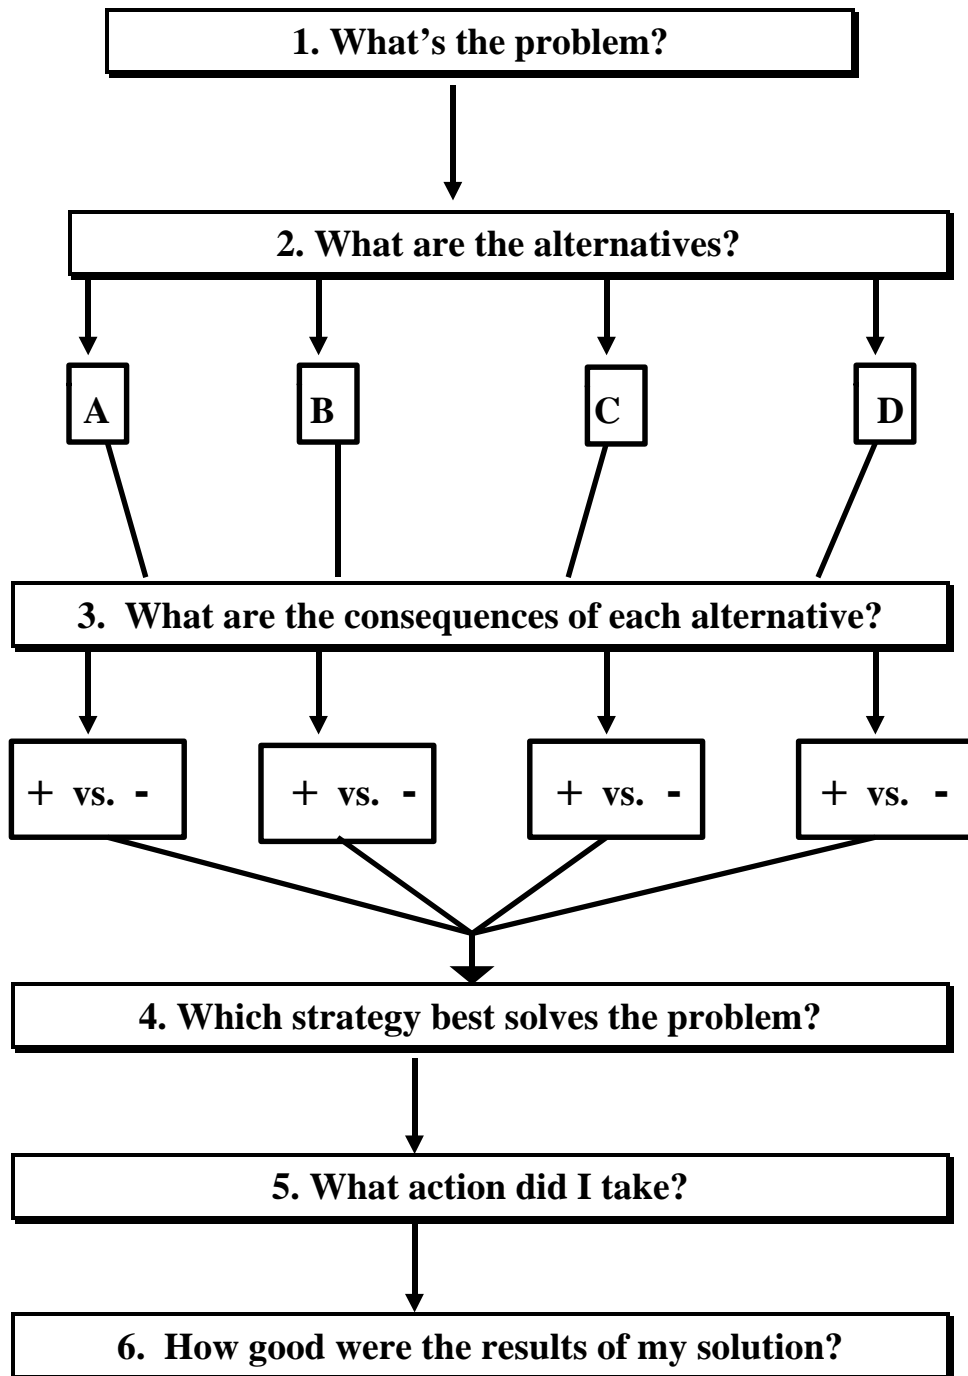 1. What’s the problem?
2. What are the alternatives?
A B C D
3. What are the consequences of each alternative?
+ vs. - + vs. - + vs. - + vs. -
4. Which strategy best solves the problem?
5. What action did I take?
6. How good were the results of my solution?